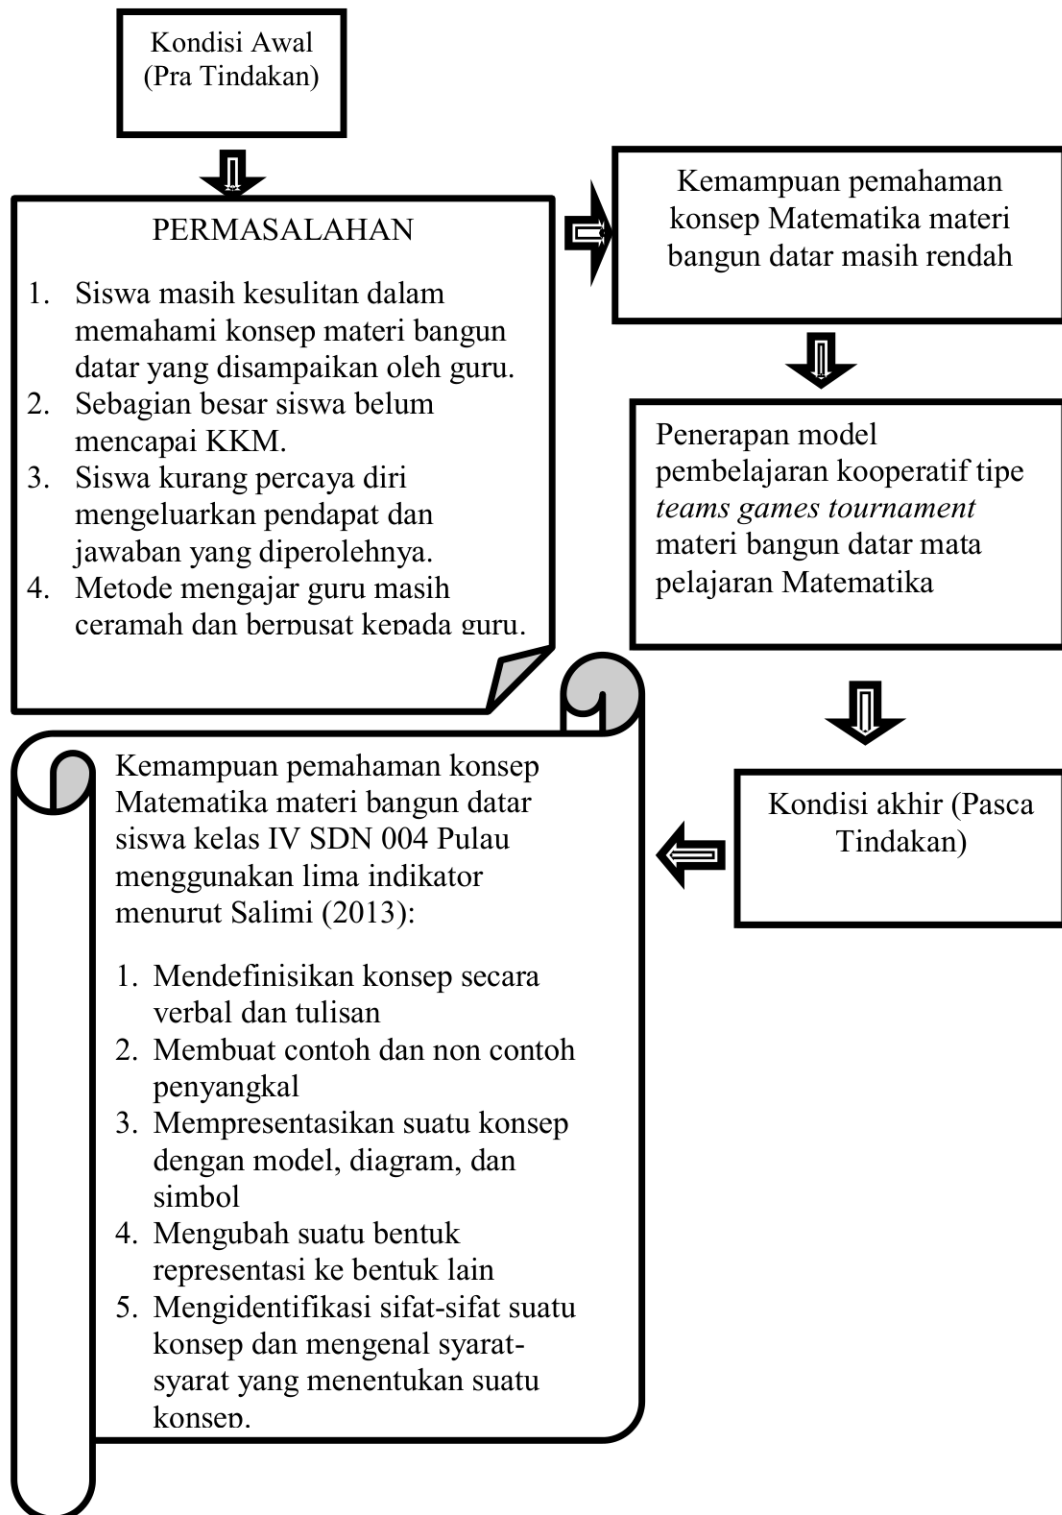 Kondisi Awal
(Pra Tindakan)
PERMASALAHAN
1. Siswa masih kesulitan dalam
memahami konsep materi bangun
datar yang disampaikan oleh guru.
2. Sebagian besar siswa belum
mencapai KKM.
3. Siswa kurang percaya diri
mengeluarkan pendapat dan
jawaban yang diperolehnya.
4. Metode mengajar guru masih
ceramah dan berpusat kepada guru.
Kemampuan pemahaman
konsep Matematika materi
bangun datar masih rendah
Penerapan model
pembelajaran kooperatif tipe
teams games tournament
materi bangun datar mata
pelajaran Matematika
Kondisi akhir (Pasca
Tindakan)
Kemampuan pemahaman konsep
Matematika materi bangun datar
siswa kelas IV SDN 004 Pulau
menggunakan lima indikator
menurut Salimi (2013):
1. Mendefinisikan konsep secara
verbal dan tulisan
2. Membuat contoh dan non contoh
penyangkal
3. Mempresentasikan suatu konsep
dengan model, diagram, dan
simbol
4. Mengubah suatu bentuk
representasi ke bentuk lain
5. Mengidentifikasi sifat-sifat suatu
konsep dan mengenal syarat-
syarat yang menentukan suatu
konsep.